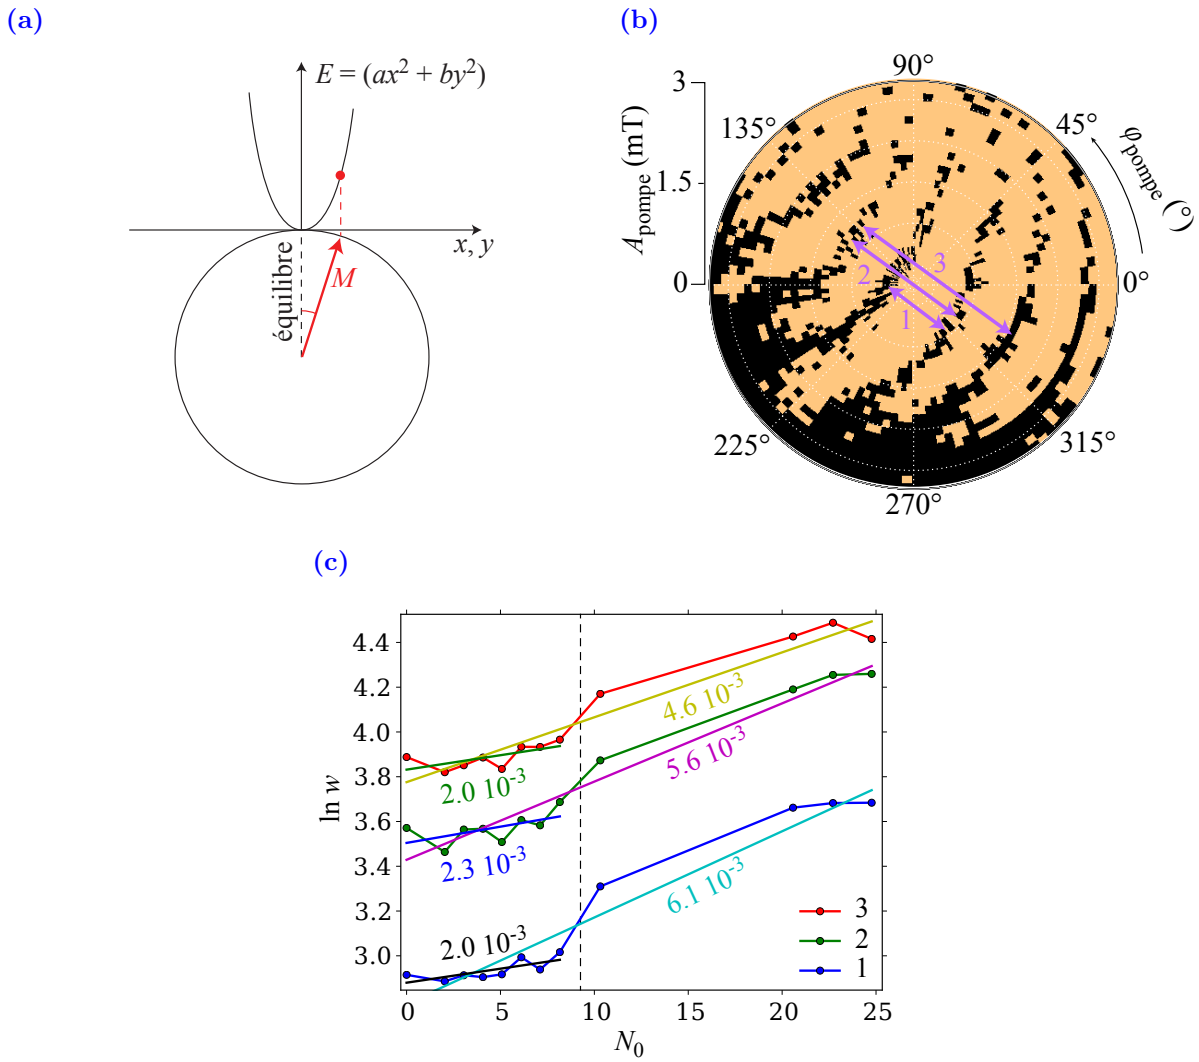 (a)
E = (ax² + by²)
x, y
équilibre
M
(b)
3
1.5
0
A_pompe (mT)
90°
135°
45°
φ_pompe (°)
0°
225°
315°
270°
1
2
3
(c)
ln w
4.4
4.2
4.0
3.8
3.6
3.4
3.2
3.0
4.6 10⁻³
2.0 10⁻³
5.6 10⁻³
2.3 10⁻³
6.1 10⁻³
2.0 10⁻³
3
2
1
0 5 10 15 20 25
N₀